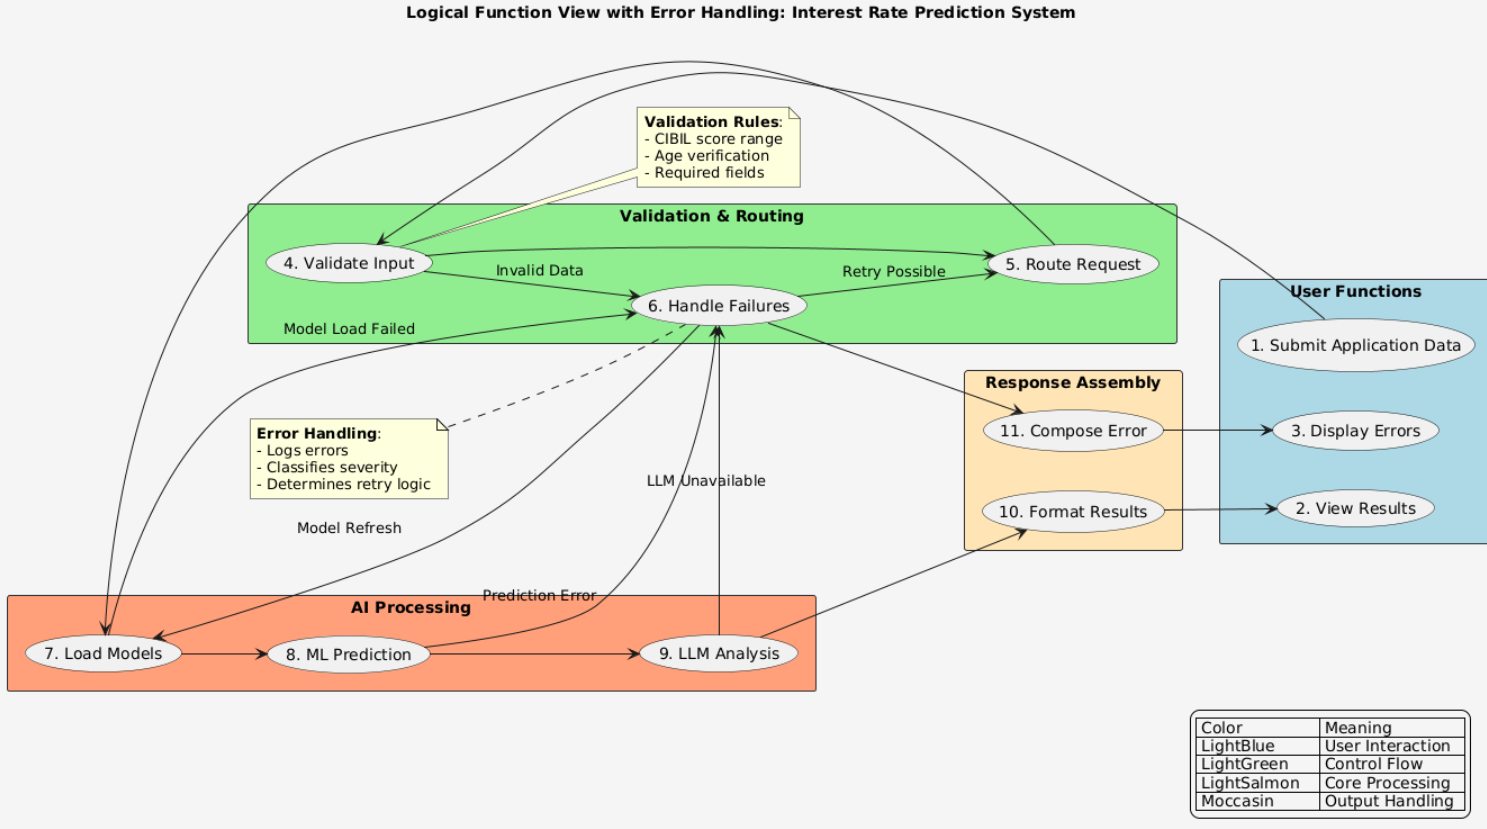 Logical Function View with Error Handling: Interest Rate Prediction System
Validation Rules:
- CIBIL score range
- Age verification
- Required fields
Validation & Routing
4. Validate Input
5. Route Request
Invalid Data
Retry Possible
6. Handle Failures
Model Load Failed
User Functions
1. Submit Application Data
3. Display Errors
2. View Results
Response Assembly
11. Compose Error
10. Format Results
Error Handling:
- Logs errors
- Classifies severity
- Determines retry logic
LLM Unavailable
Model Refresh
Prediction Error
AI Processing
7. Load Models
8. ML Prediction
9. LLM Analysis
Color Meaning
LightBlue User Interaction
LightGreen Control Flow
LightSalmon Core Processing
Moccasin Output Handling